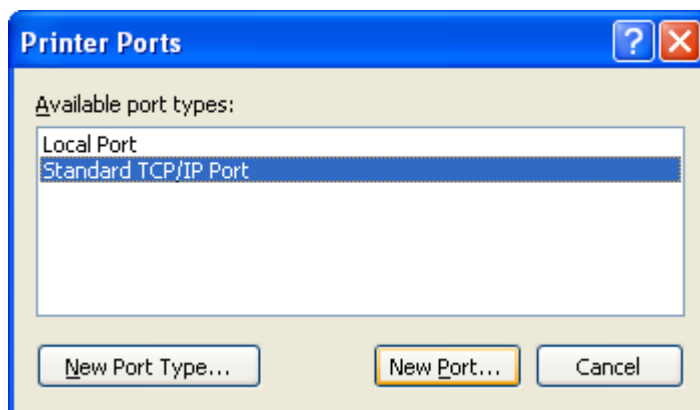 Printer Ports
?
Available port types:
Local Port
Standard TCP/IP Port
New Port Type... New Port... Cancel